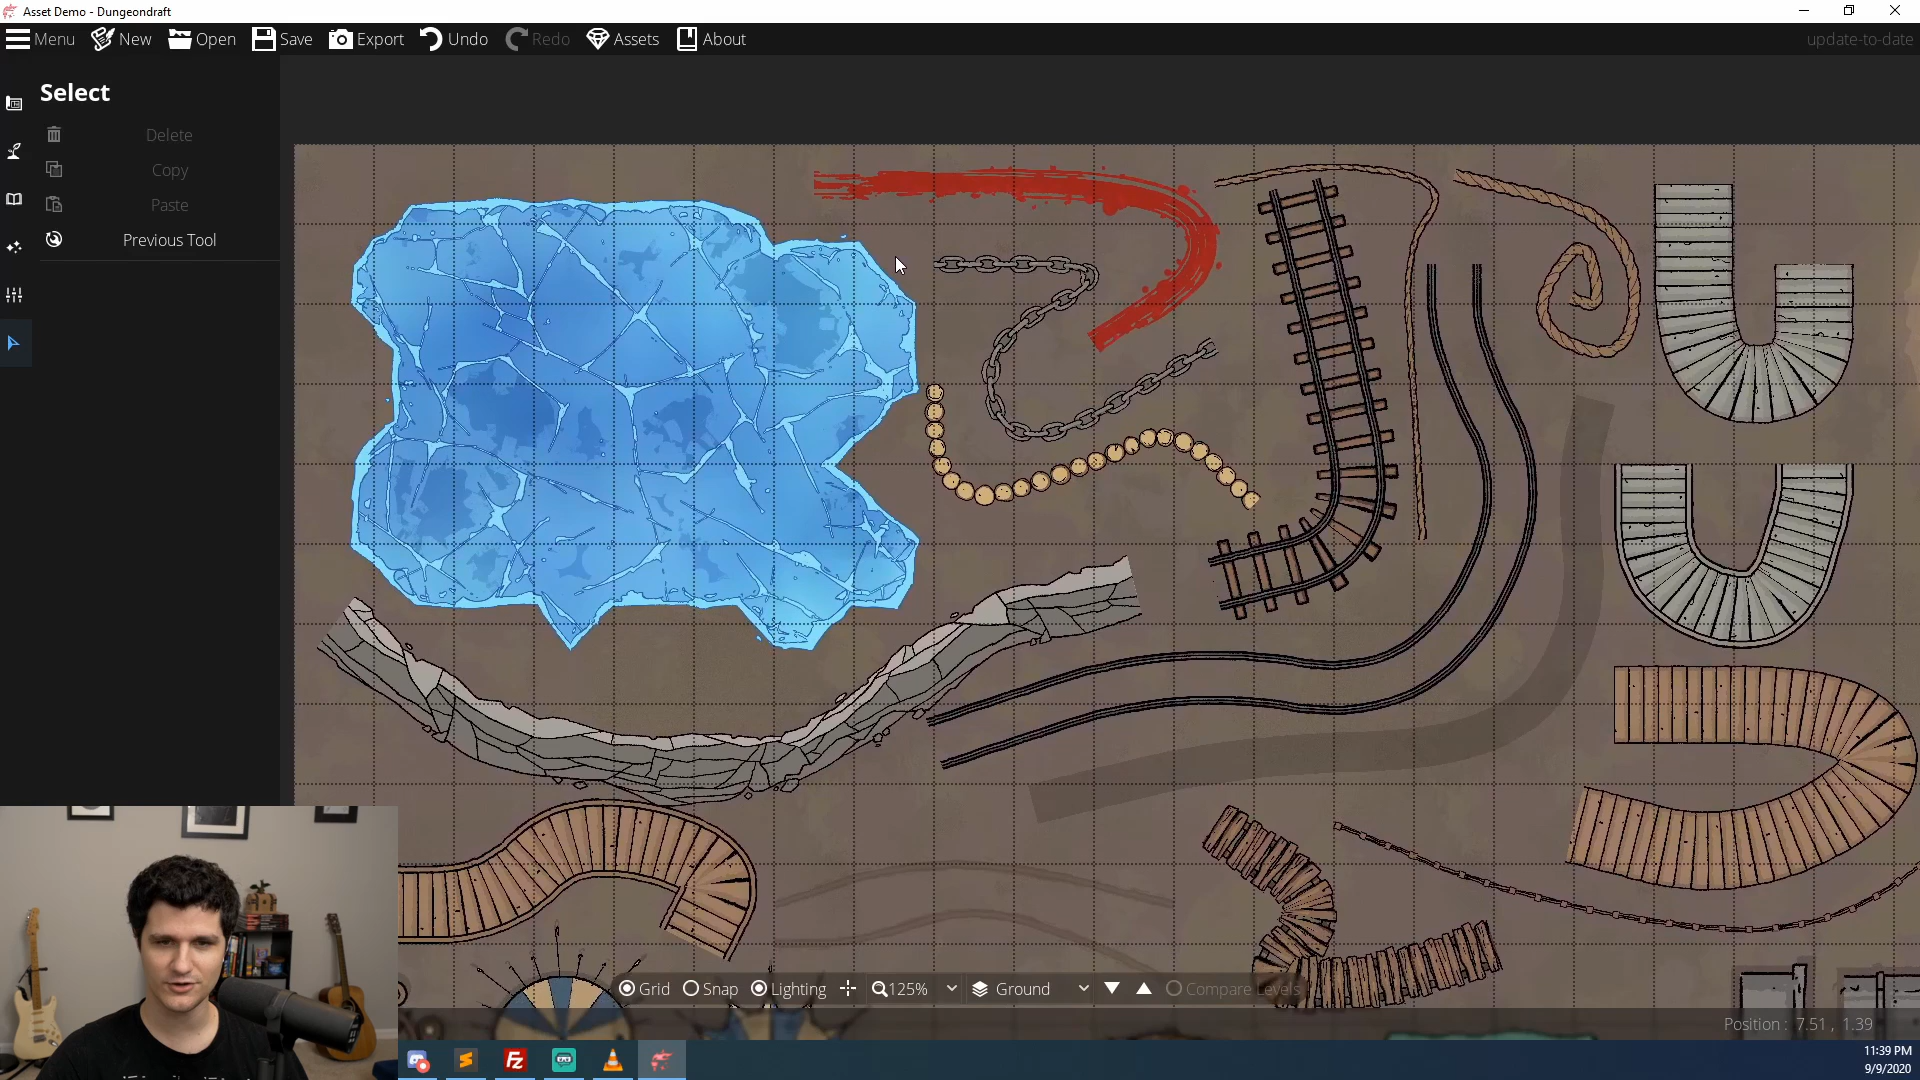 Asset Demo - Dungeondraft
Menu New Open Save Export Undo Redo Assets About update-to-date
Select
Delete
Copy
Paste
Previous Tool
Grid Snap Lighting 125% Ground Compare Levels
Position : 7.51 , 1.39
11:39 PM
9/9/2020